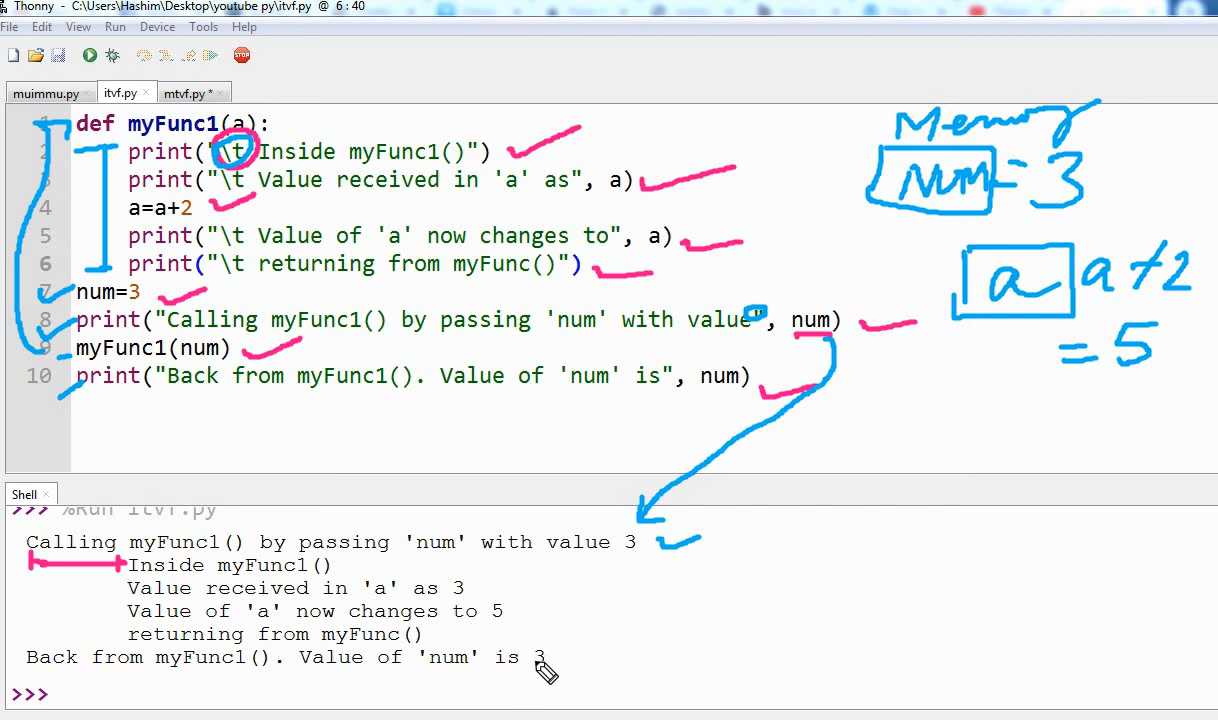 Thonny - C:\Users\Hashim\Desktop\youtube py\itvf.py @ 6 : 40
File Edit View Run Device Tools Help
STOP
muimmu.py × itvf.py × mtvf.py * ×
1 def myFunc1(a):
2 print("\t Inside myFunc1()")
3 print("\t Value received in 'a' as", a)
4 a=a+2
5 print("\t Value of 'a' now changes to", a)
6 print("\t returning from myFunc()")
7 num=3
8 print("Calling myFunc1() by passing 'num' with value", num)
9 myFunc1(num)
10 print("Back from myFunc1(). Value of 'num' is", num)
Memory
NUM = 3
a a+2
= 5
Shell ×
>>> %Run itvf.py
Calling myFunc1() by passing 'num' with value 3
Inside myFunc1()
Value received in 'a' as 3
Value of 'a' now changes to 5
returning from myFunc()
Back from myFunc1(). Value of 'num' is 3
>>>